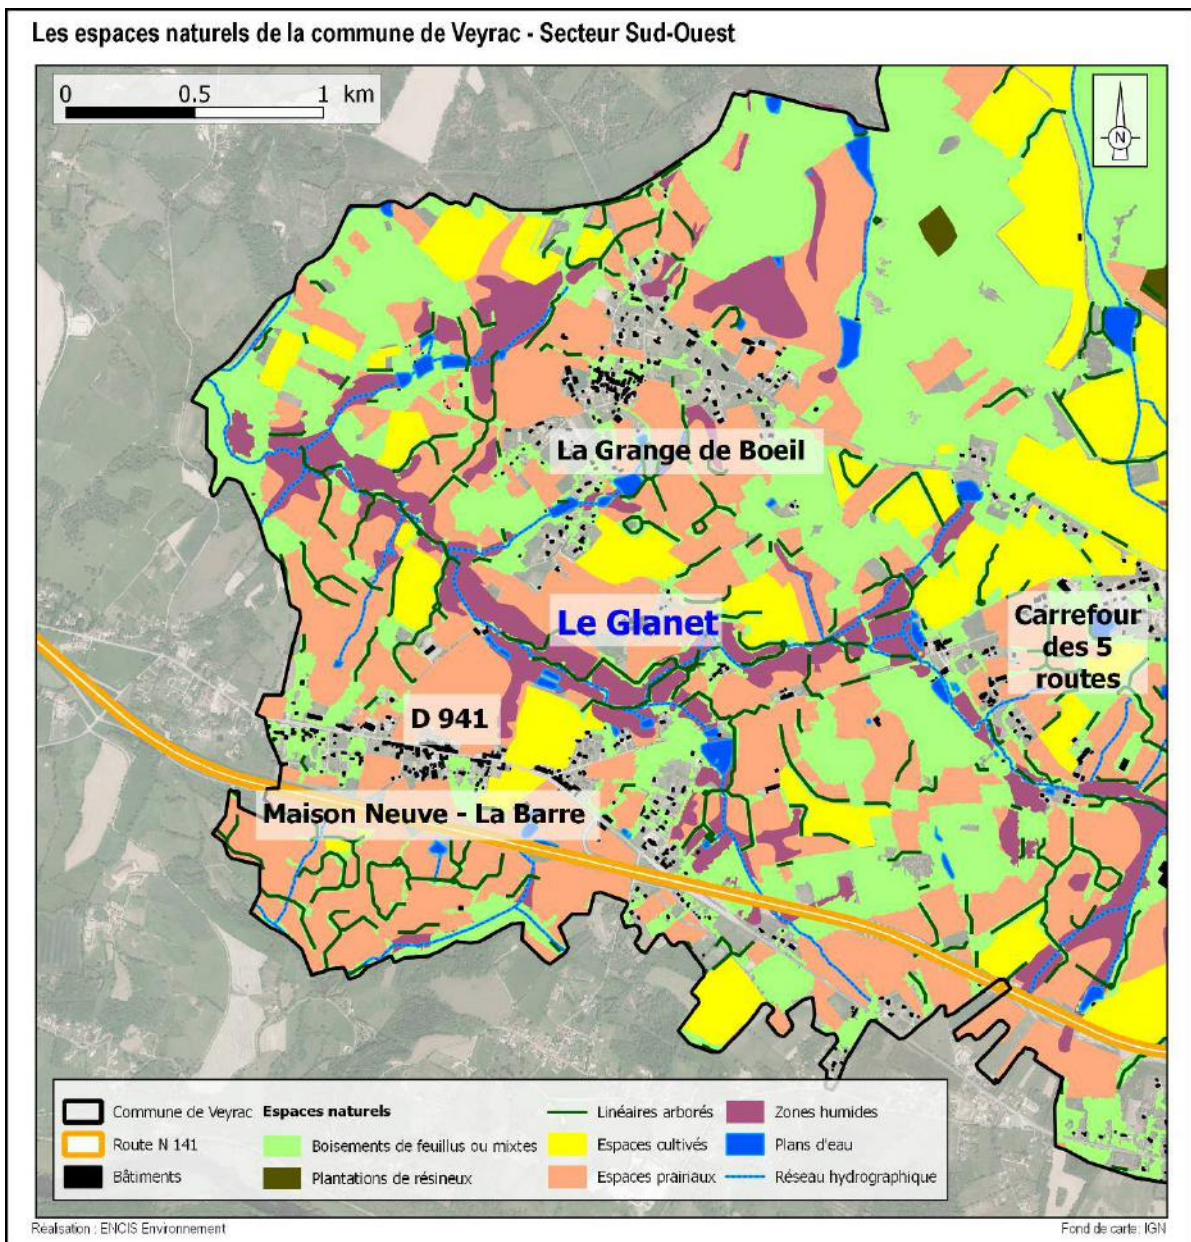 Les espaces naturels de la commune de Veyrac - Secteur Sud-Ouest
0 0.5 1 km
N
La Grange de Boeil
Le Glanet
Carrefour
des 5
routes
D 941
Maison Neuve - La Barre
Commune de Veyrac
Route N 141
Bâtiments
Espaces naturels
Boisements de feuillus ou mixtes
Plantations de résineux
Linéaires arborés
Espaces cultivés
Espaces prairiaux
Zones humides
Plans d'eau
Réseau hydrographique
Réalisation : ENCIS Environnement
Fond de carte: IGN